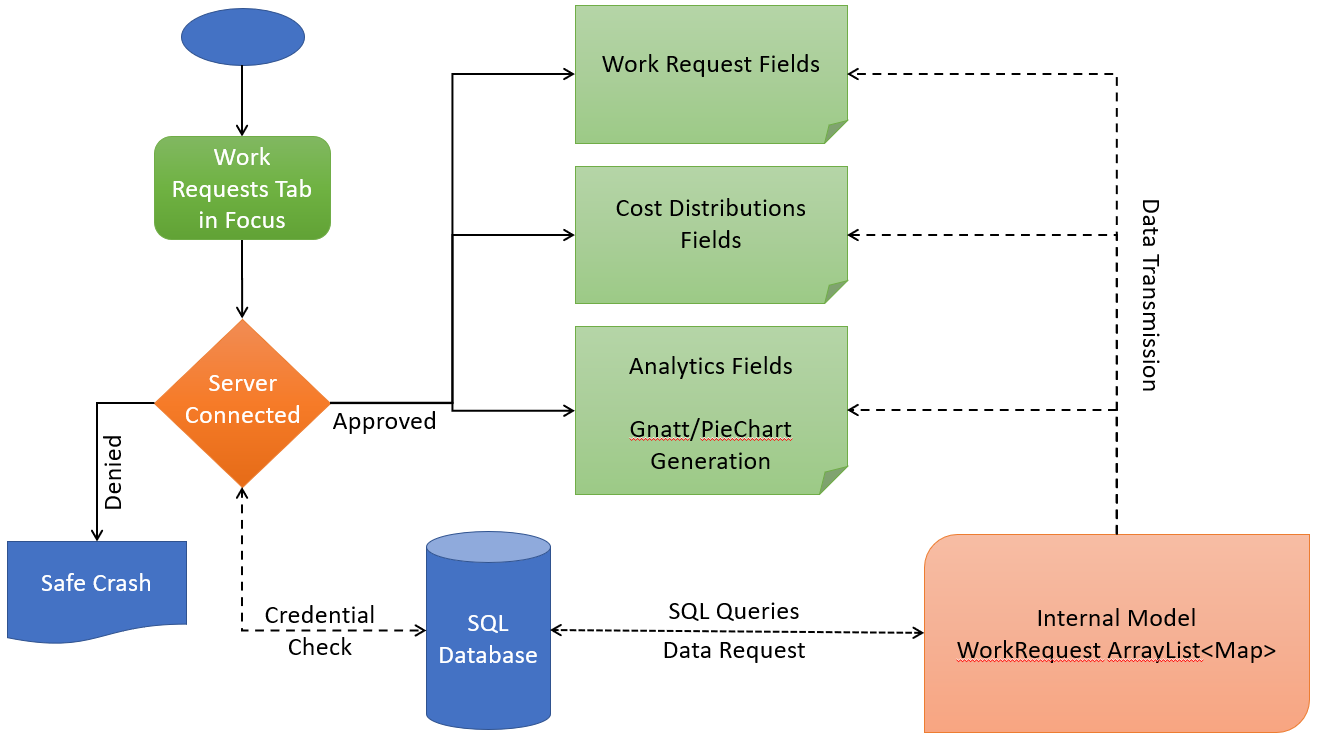 Work
Requests Tab
in Focus
Server
Connected
Approved
Denied
Safe Crash
Credential
Check
SQL
Database
SQL Queries
Data Request
Internal Model
WorkRequest ArrayList<Map>
Data Transmission
Work Request Fields
Cost Distributions
Fields
Analytics Fields
Gnatt/PieChart
Generation